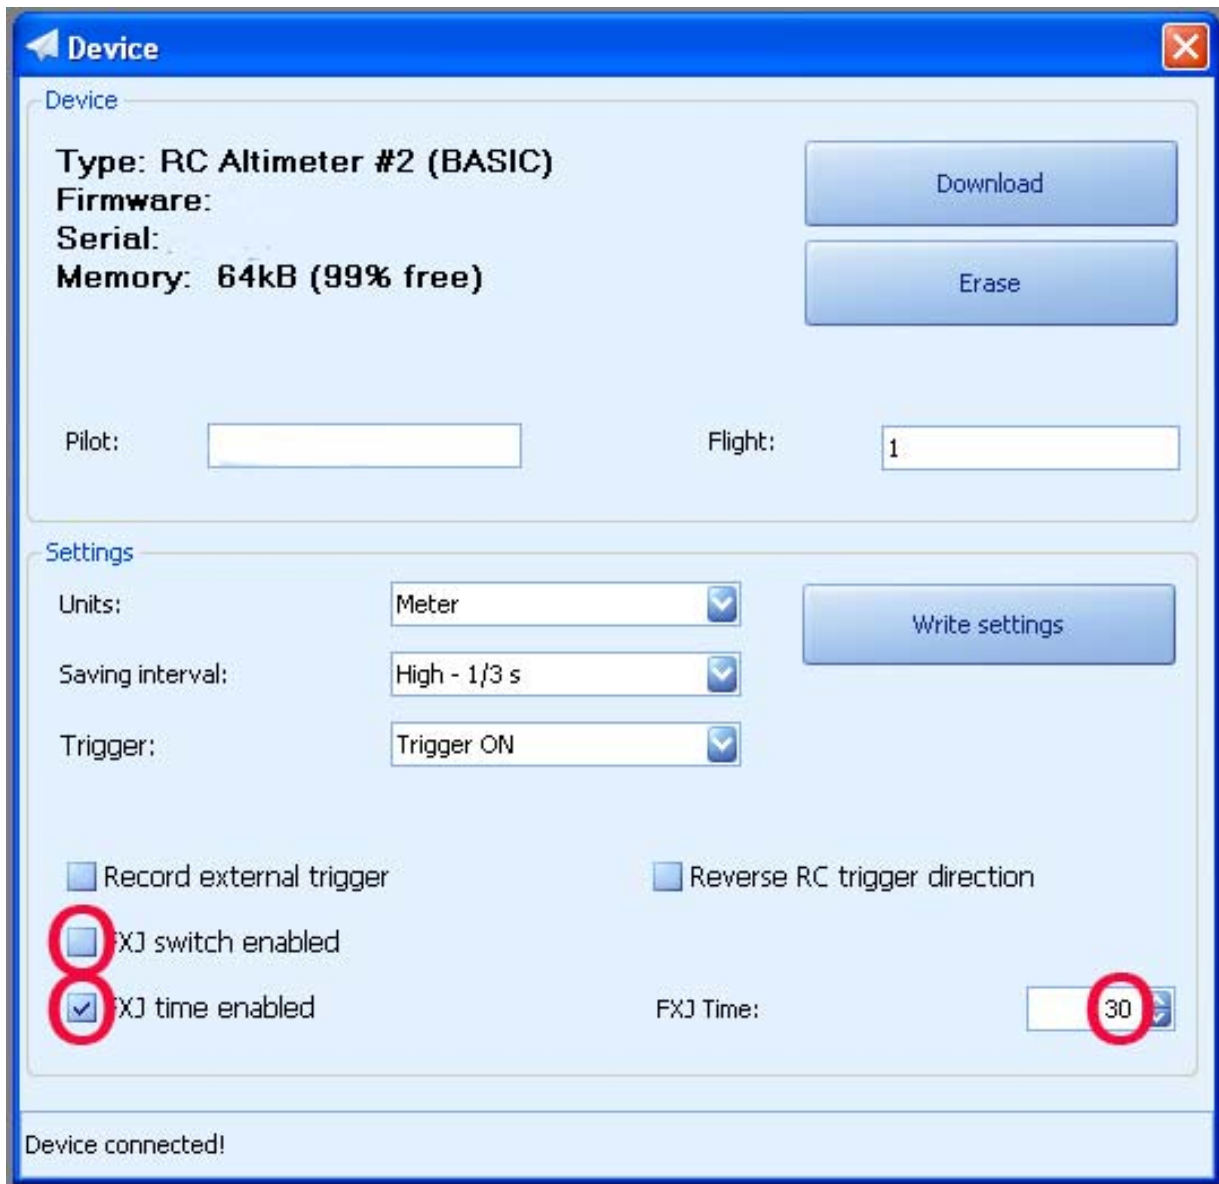 Device
Device
Type: RC Altimeter #2 (BASIC)
Firmware:
Serial:
Memory: 64kB (99% free)
Download
Erase
Pilot:
Flight: 1
Settings
Units: Meter
Write settings
Saving interval: High - 1/3 s
Trigger: Trigger ON
Record external trigger
Reverse RC trigger direction
FXJ switch enabled
FXJ time enabled
FXJ Time: 30
Device connected!